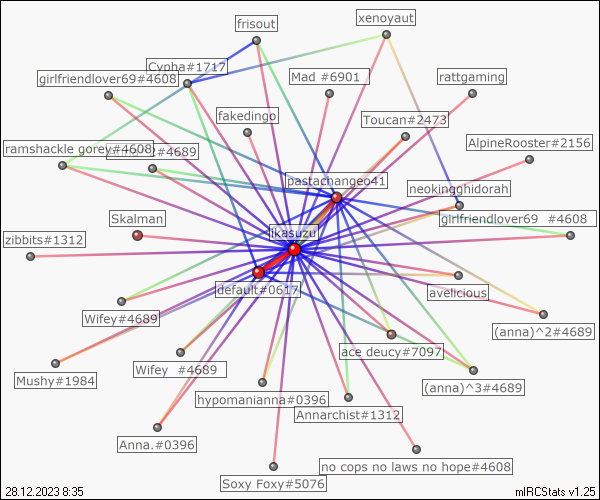 frisout
xenoyaut
Cypha#1717
girlfriendlover69#4608
Mad #6901
rattgaming
fakedingo
Toucan#2473
ramshackle gorey#4608
#4689
AlpineRooster#2156
pastachangeo41
neokingghidorah
Skalman
ikasuzu
girlfriendlover69 #4608
zibbits#1312
default#0617
avelicious
Wifey#4689
(anna)^2#4689
ace deucy#7097
Wifey #4689
Mushy#1984
(anna)^3#4689
hypomanianna#0396
Annarchist#1312
Anna.#0396
no cops no laws no hope#4608
Soxy Foxy#5076
28.12.2023 8:35
mIRCStats v1.25